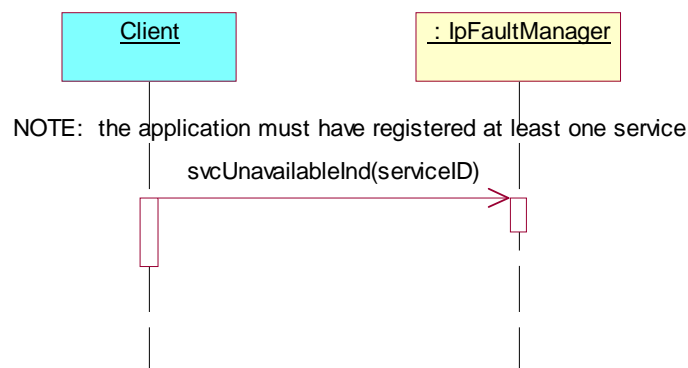 Client
: IpFaultManager
NOTE: the application must have registered at least one service
svcUnavailableInd(serviceID)